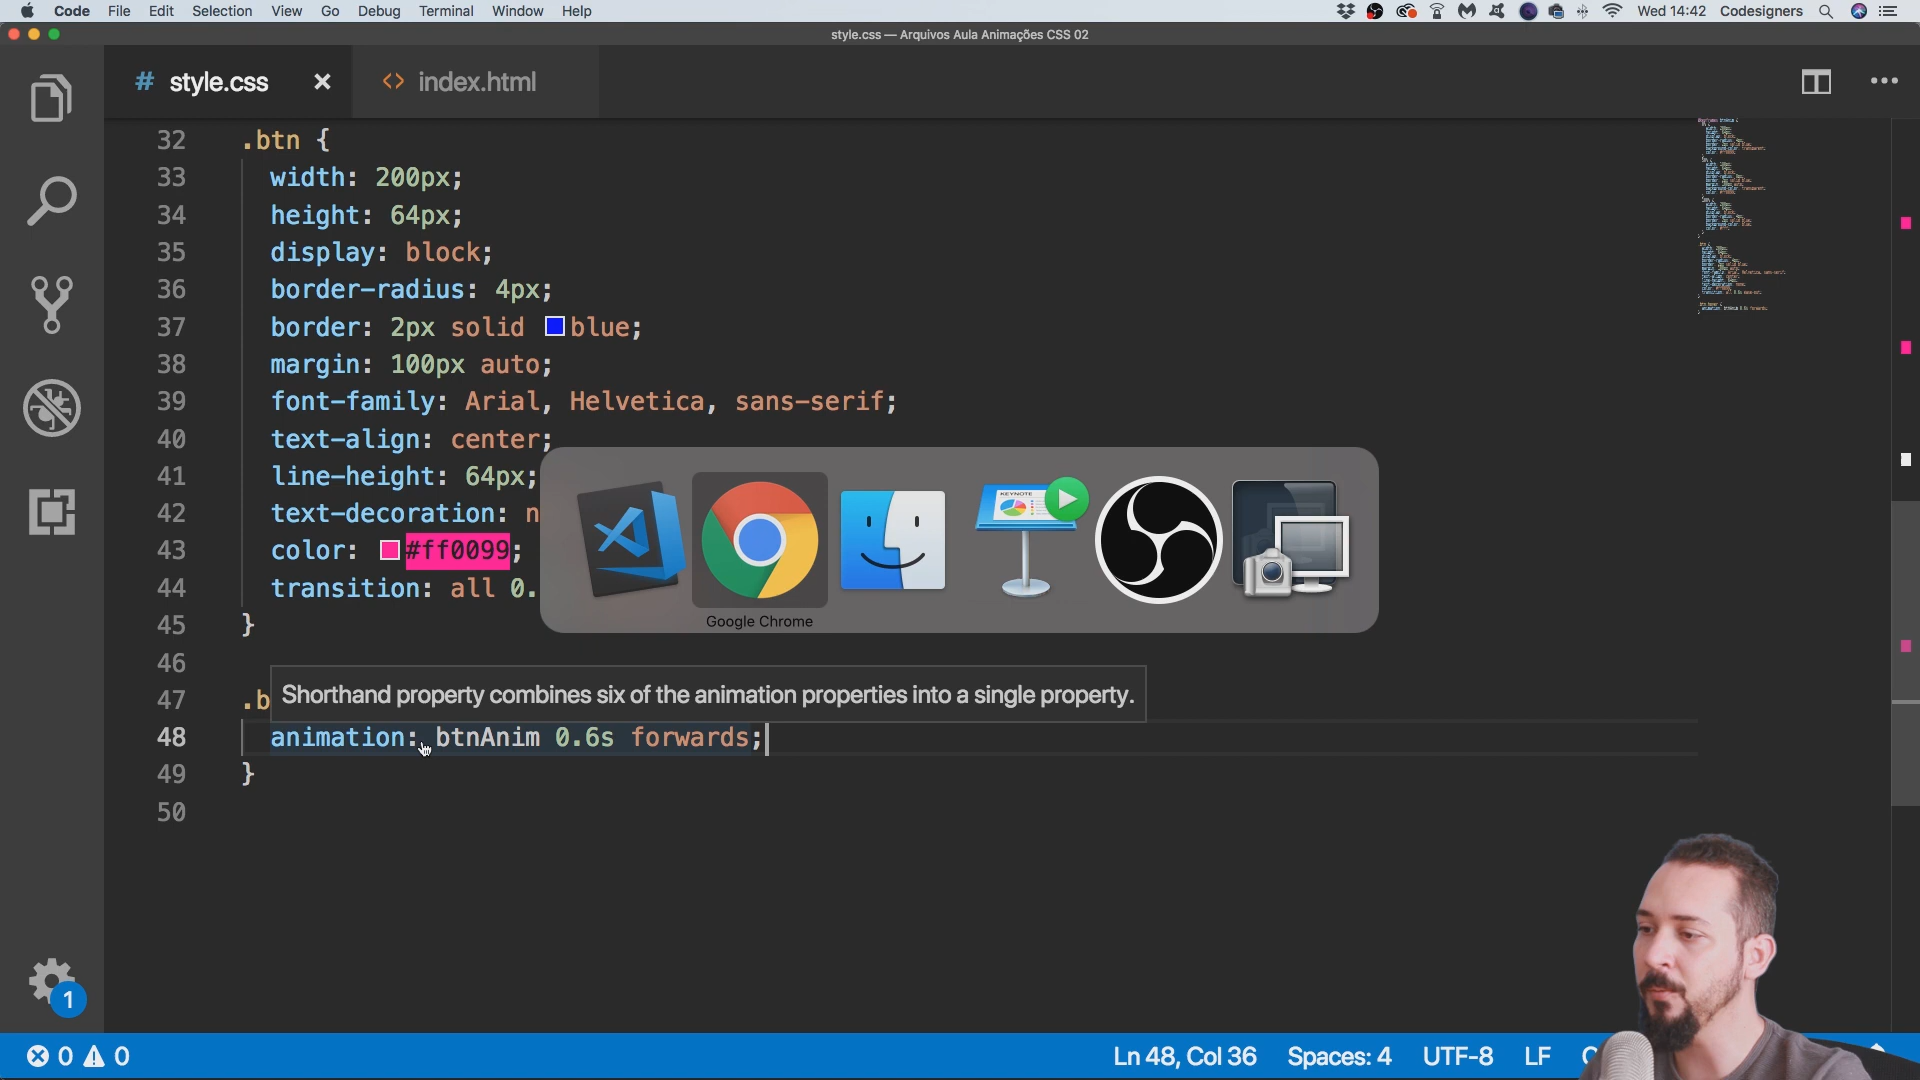 Code File Edit Selection View Go Debug Terminal Window Help Wed 14:42 Codesigners
style.css — Arquivos Aula Animações CSS 02
# style.css × <> index.html
32 .btn {
33 width: 200px;
34 height: 64px;
35 display: block;
36 border-radius: 4px;
37 border: 2px solid blue;
38 margin: 100px auto;
39 font-family: Arial, Helvetica, sans-serif;
40 text-align: center;
41 line-height: 64px;
42 text-decoration: n
43 color: #ff0099;
44 transition: all 0.
45 }
KEYNOTE
Google Chrome
46
Shorthand property combines six of the animation properties into a single property.
47 .b
48 animation: btnAnim 0.6s forwards;
49 }
50
1
0 0 Ln 48, Col 36 Spaces: 4 UTF-8 LF C